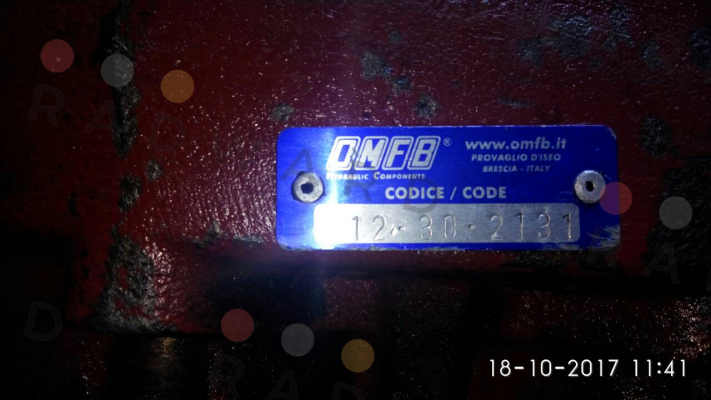 OMFB®
HYDRAULIC COMPONENTS
www.omfb.it
PROVAGLIO D'ISEO
BRESCIA - ITALY
CODICE / CODE
12-30-2131
18-10-2017 11:41